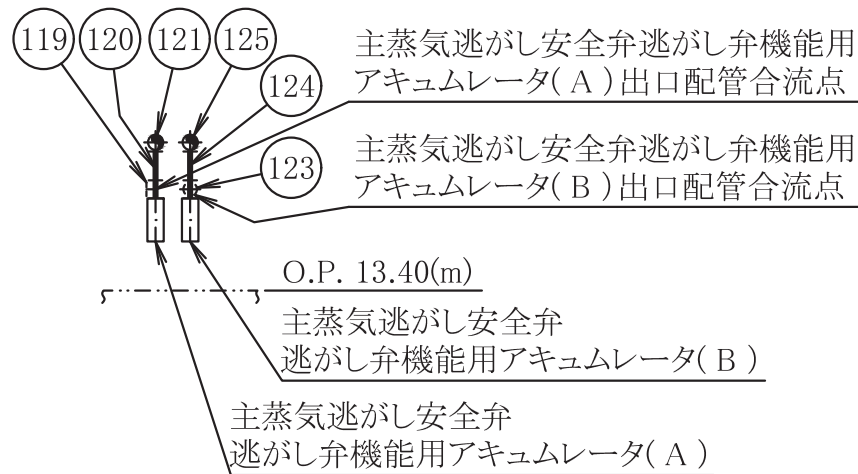 119 120 121 125
主蒸気逃がし安全弁逃がし弁機能用
アキュムレータ( A )出口配管合流点
124
主蒸気逃がし安全弁逃がし弁機能用
アキュムレータ( B )出口配管合流点
123
O.P. 13.40(m)
主蒸気逃がし安全弁
逃がし弁機能用アキュムレータ( B )
主蒸気逃がし安全弁
逃がし弁機能用アキュムレータ( A )